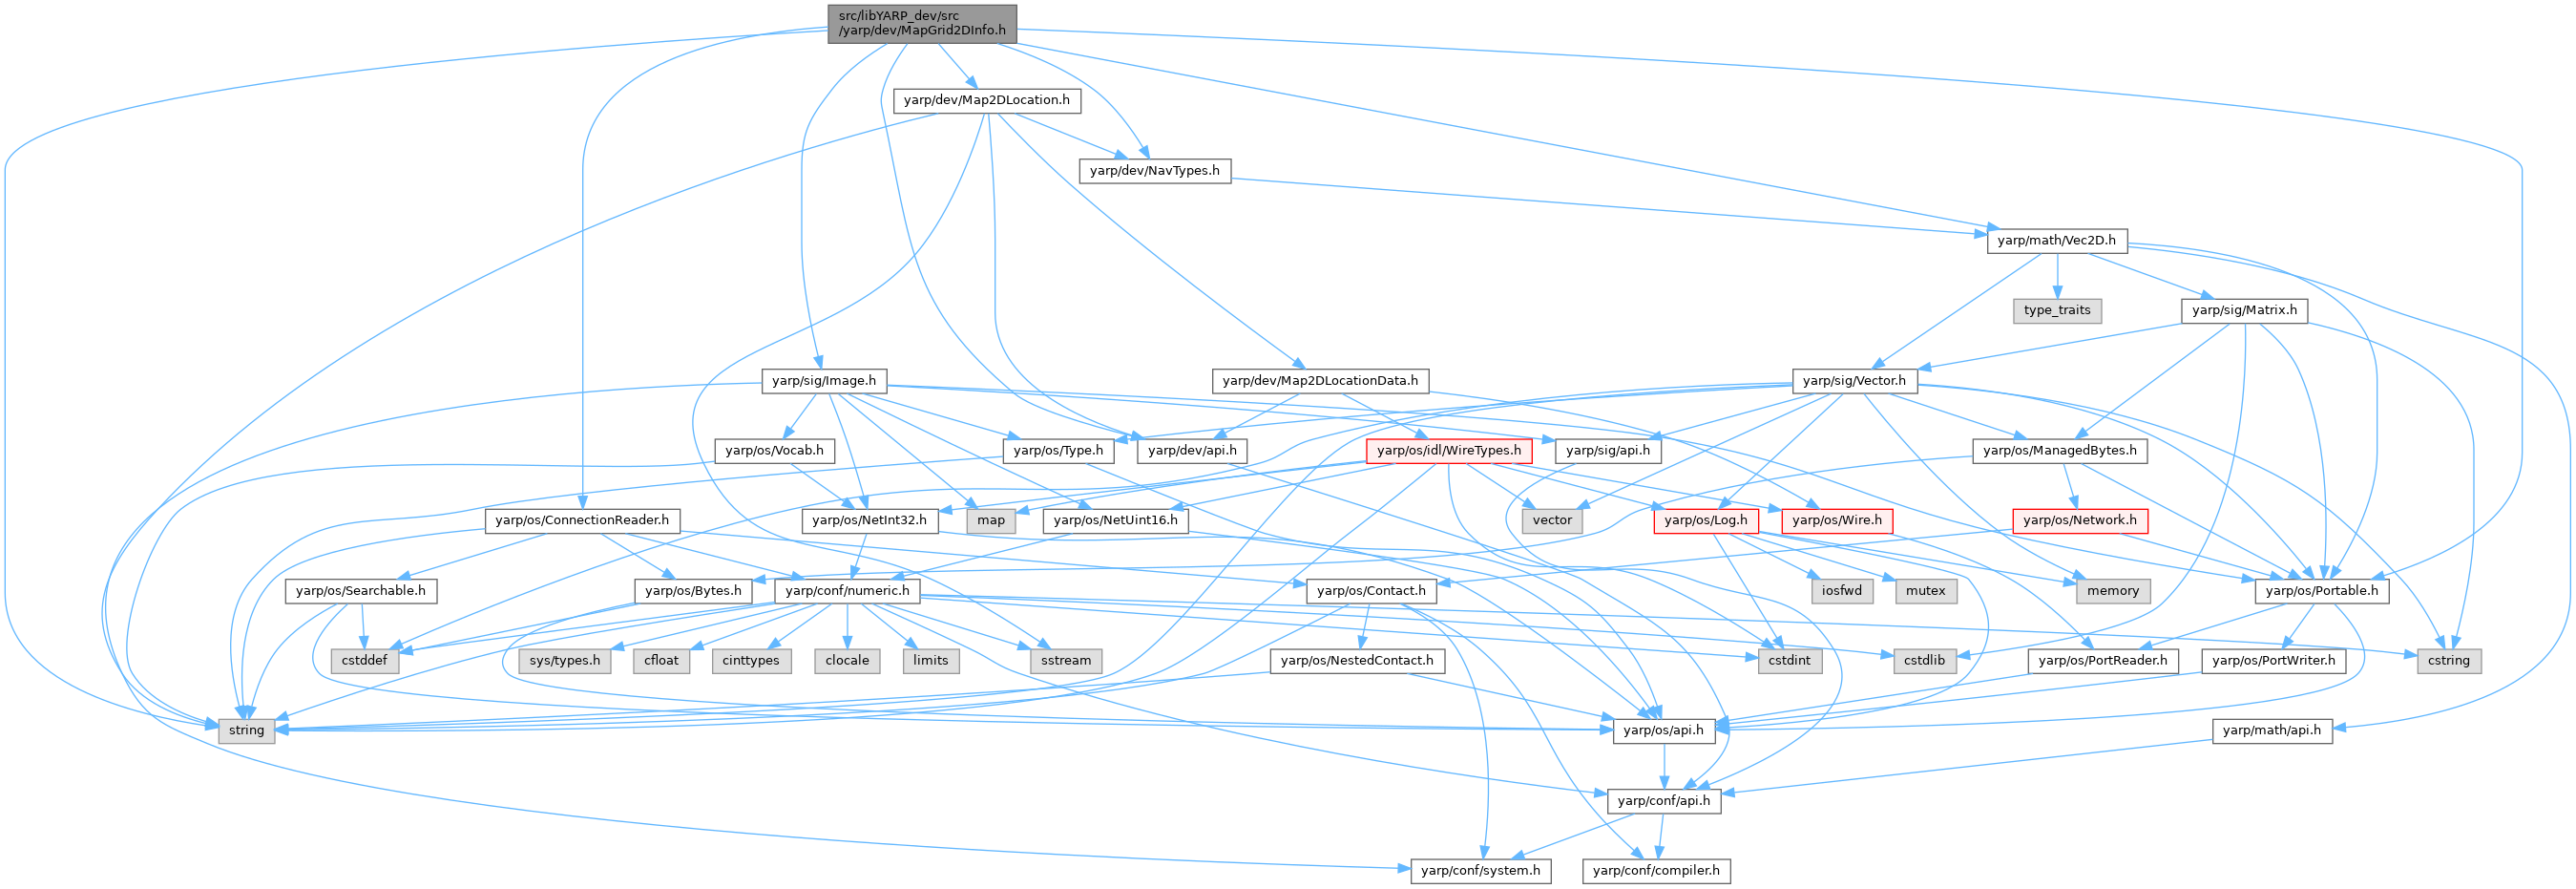 src/libYARP_dev/src
/yarp/dev/MapGrid2DInfo.h
yarp/dev/Map2DLocation.h
yarp/dev/NavTypes.h
yarp/math/Vec2D.h
type_traits
yarp/sig/Matrix.h
yarp/sig/Image.h
yarp/dev/Map2DLocationData.h
yarp/sig/Vector.h
yarp/os/Vocab.h
yarp/os/Type.h
yarp/dev/api.h
yarp/os/idl/WireTypes.h
yarp/sig/api.h
yarp/os/ManagedBytes.h
yarp/os/ConnectionReader.h
yarp/os/NetInt32.h
map
yarp/os/NetUint16.h
vector
yarp/os/Log.h
yarp/os/Wire.h
yarp/os/Network.h
yarp/os/Searchable.h
yarp/os/Bytes.h
yarp/conf/numeric.h
yarp/os/Contact.h
iosfwd
mutex
memory
yarp/os/Portable.h
cstddef
sys/types.h
cfloat
cinttypes
clocale
limits
sstream
yarp/os/NestedContact.h
cstdint
cstdlib
yarp/os/PortReader.h
yarp/os/PortWriter.h
cstring
string
yarp/os/api.h
yarp/math/api.h
yarp/conf/api.h
yarp/conf/system.h
yarp/conf/compiler.h